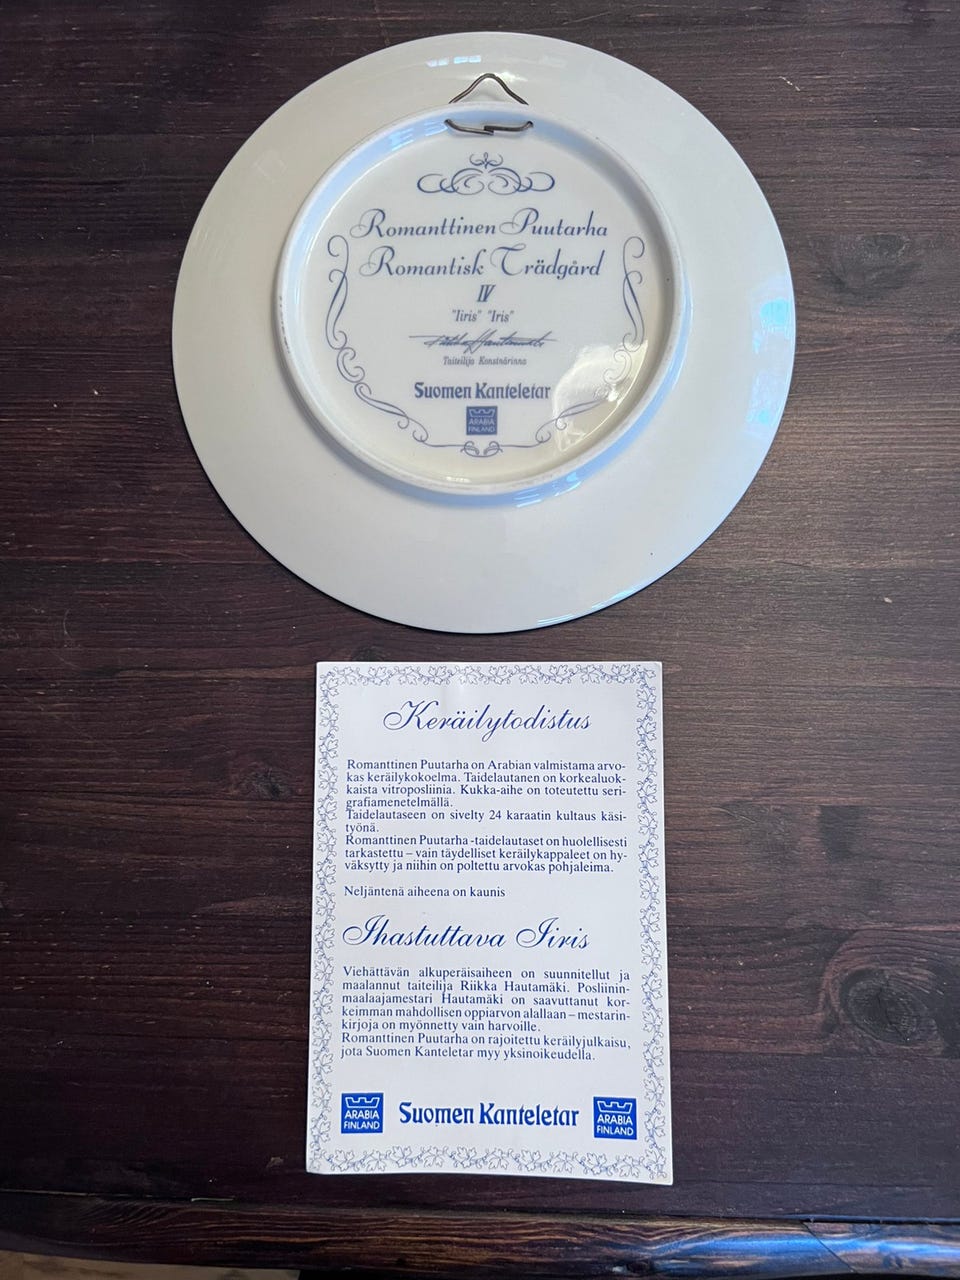 Romanttinen Puutarha
Romantisk Trädgård
IV
"Iiris" "Iris"
Taiteilija Konstnärinna
Suomen Kanteletar
ARABIA
FINLAND
Keräilytodistus
Romanttinen Puutarha on Arabian valmistama arvo-
kas keräilykokoelma. Taidelautanen on korkealuok-
kaista vitroposliinia. Kukka-aihe on toteutettu seri-
grafiamenetelmällä.
Taidelautaseen on sivelty 24 karaatin kultaus käsi-
työnä.
Romanttinen Puutarha -taidelautaset on huolellisesti
tarkastettu – vain täydelliset keräilykappaleet on hy-
väksytty ja niihin on poltettu arvokas pohjaleima.
Neljäntenä aiheena on kaunis
Ihastuttava Iiris
Viehättävän alkuperäisaiheen on suunnitellut ja
maalannut taiteilija Riikka Hautamäki. Posliinin-
maalaajamestari Hautamäki on saavuttanut kor-
keimman mahdollisen oppiarvon alallaan – mestarin-
kirjoja on myönnetty vain harvoille.
Romanttinen Puutarha on rajoitettu keräilyjulkaisu,
jota Suomen Kanteletar myy yksinoikeudella.
ARABIA
FINLAND
Suomen Kanteletar
ARABIA
FINLAND